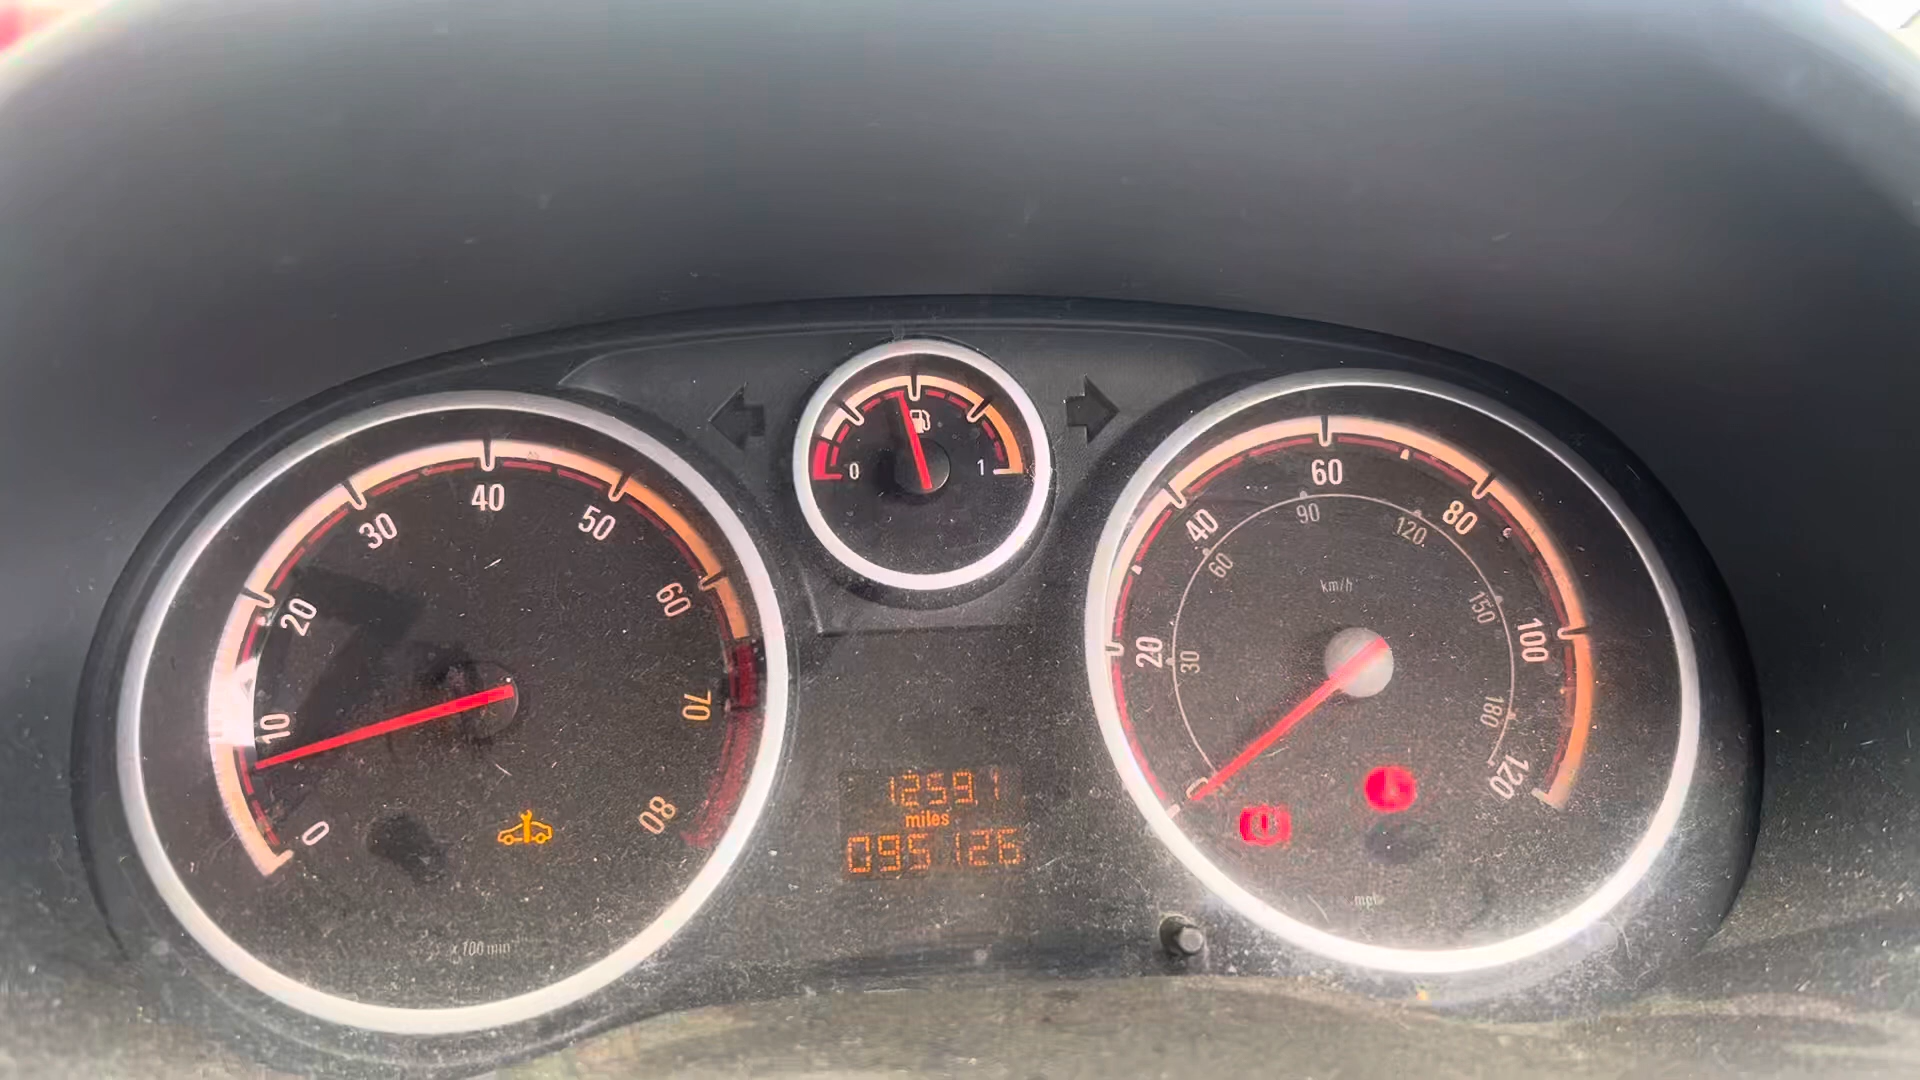 0 10 20 30 40 50 60 70 80
x 100 min
0 1
12591
miles
095126
0 20 40 60 80 100 120
30 60 90 120 150 180
km/h
mph